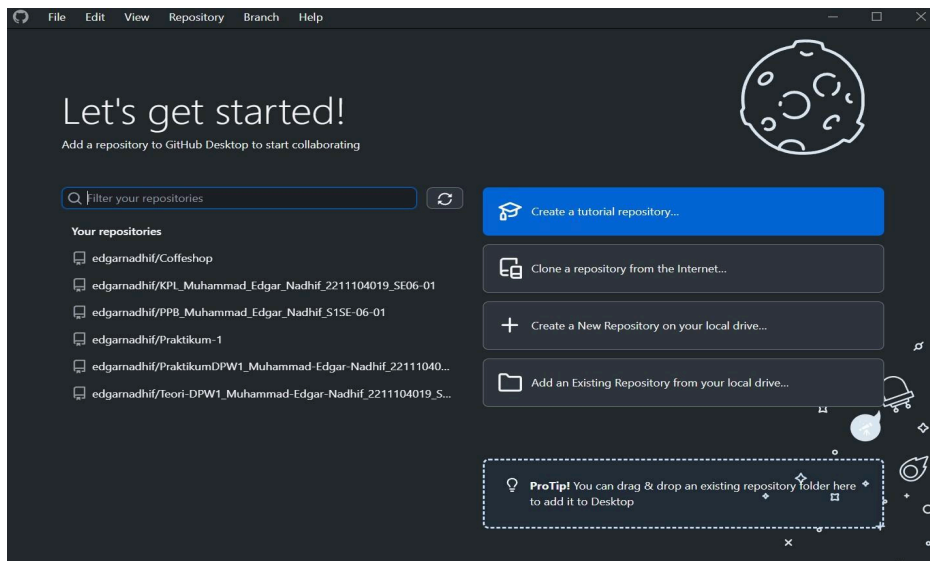 File Edit View Repository Branch Help
Let's get started!
Add a repository to GitHub Desktop to start collaborating
Filter your repositories
Your repositories
edgarnadhif/Coffeshop
edgarnadhif/KPL_Muhammad_Edgar_Nadhif_2211104019_SE06-01
edgarnadhif/PPB_Muhammad_Edgar_Nadhif_S1SE-06-01
edgarnadhif/Praktikum-1
edgarnadhif/PraktikumDPW1_Muhammad-Edgar-Nadhif_22111040...
edgarnadhif/Teori-DPW1_Muhammad-Edgar-Nadhif_2211104019_S...
Create a tutorial repository...
Clone a repository from the Internet...
Create a New Repository on your local drive...
Add an Existing Repository from your local drive...
ProTip! You can drag & drop an existing repository folder here
to add it to Desktop